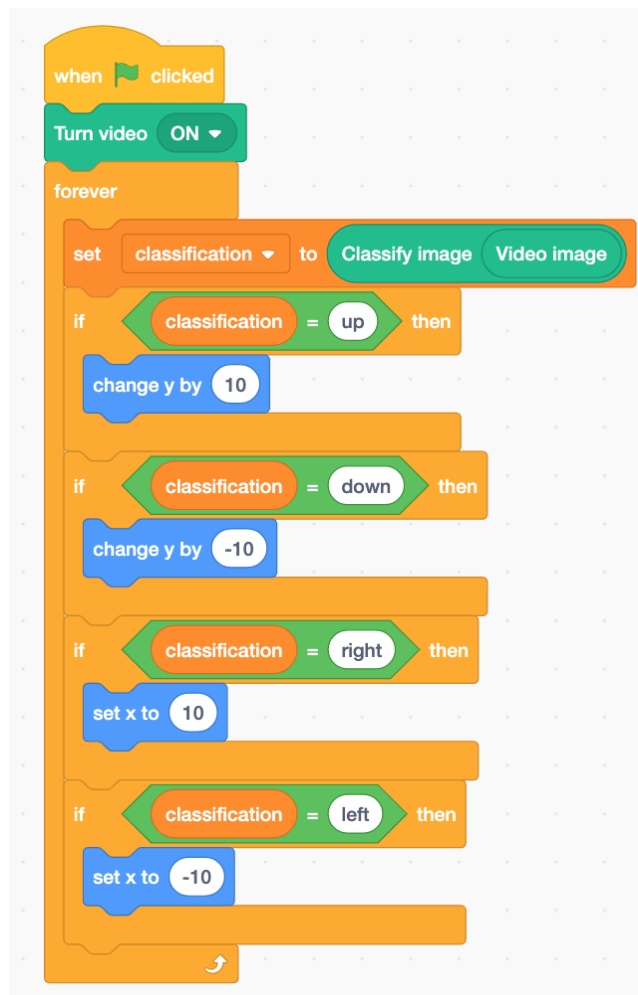 when clicked
Turn video ON
forever
set classification to Classify image Video image
if classification = up then
change y by 10
if classification = down then
change y by -10
if classification = right then
set x to 10
if classification = left then
set x to -10